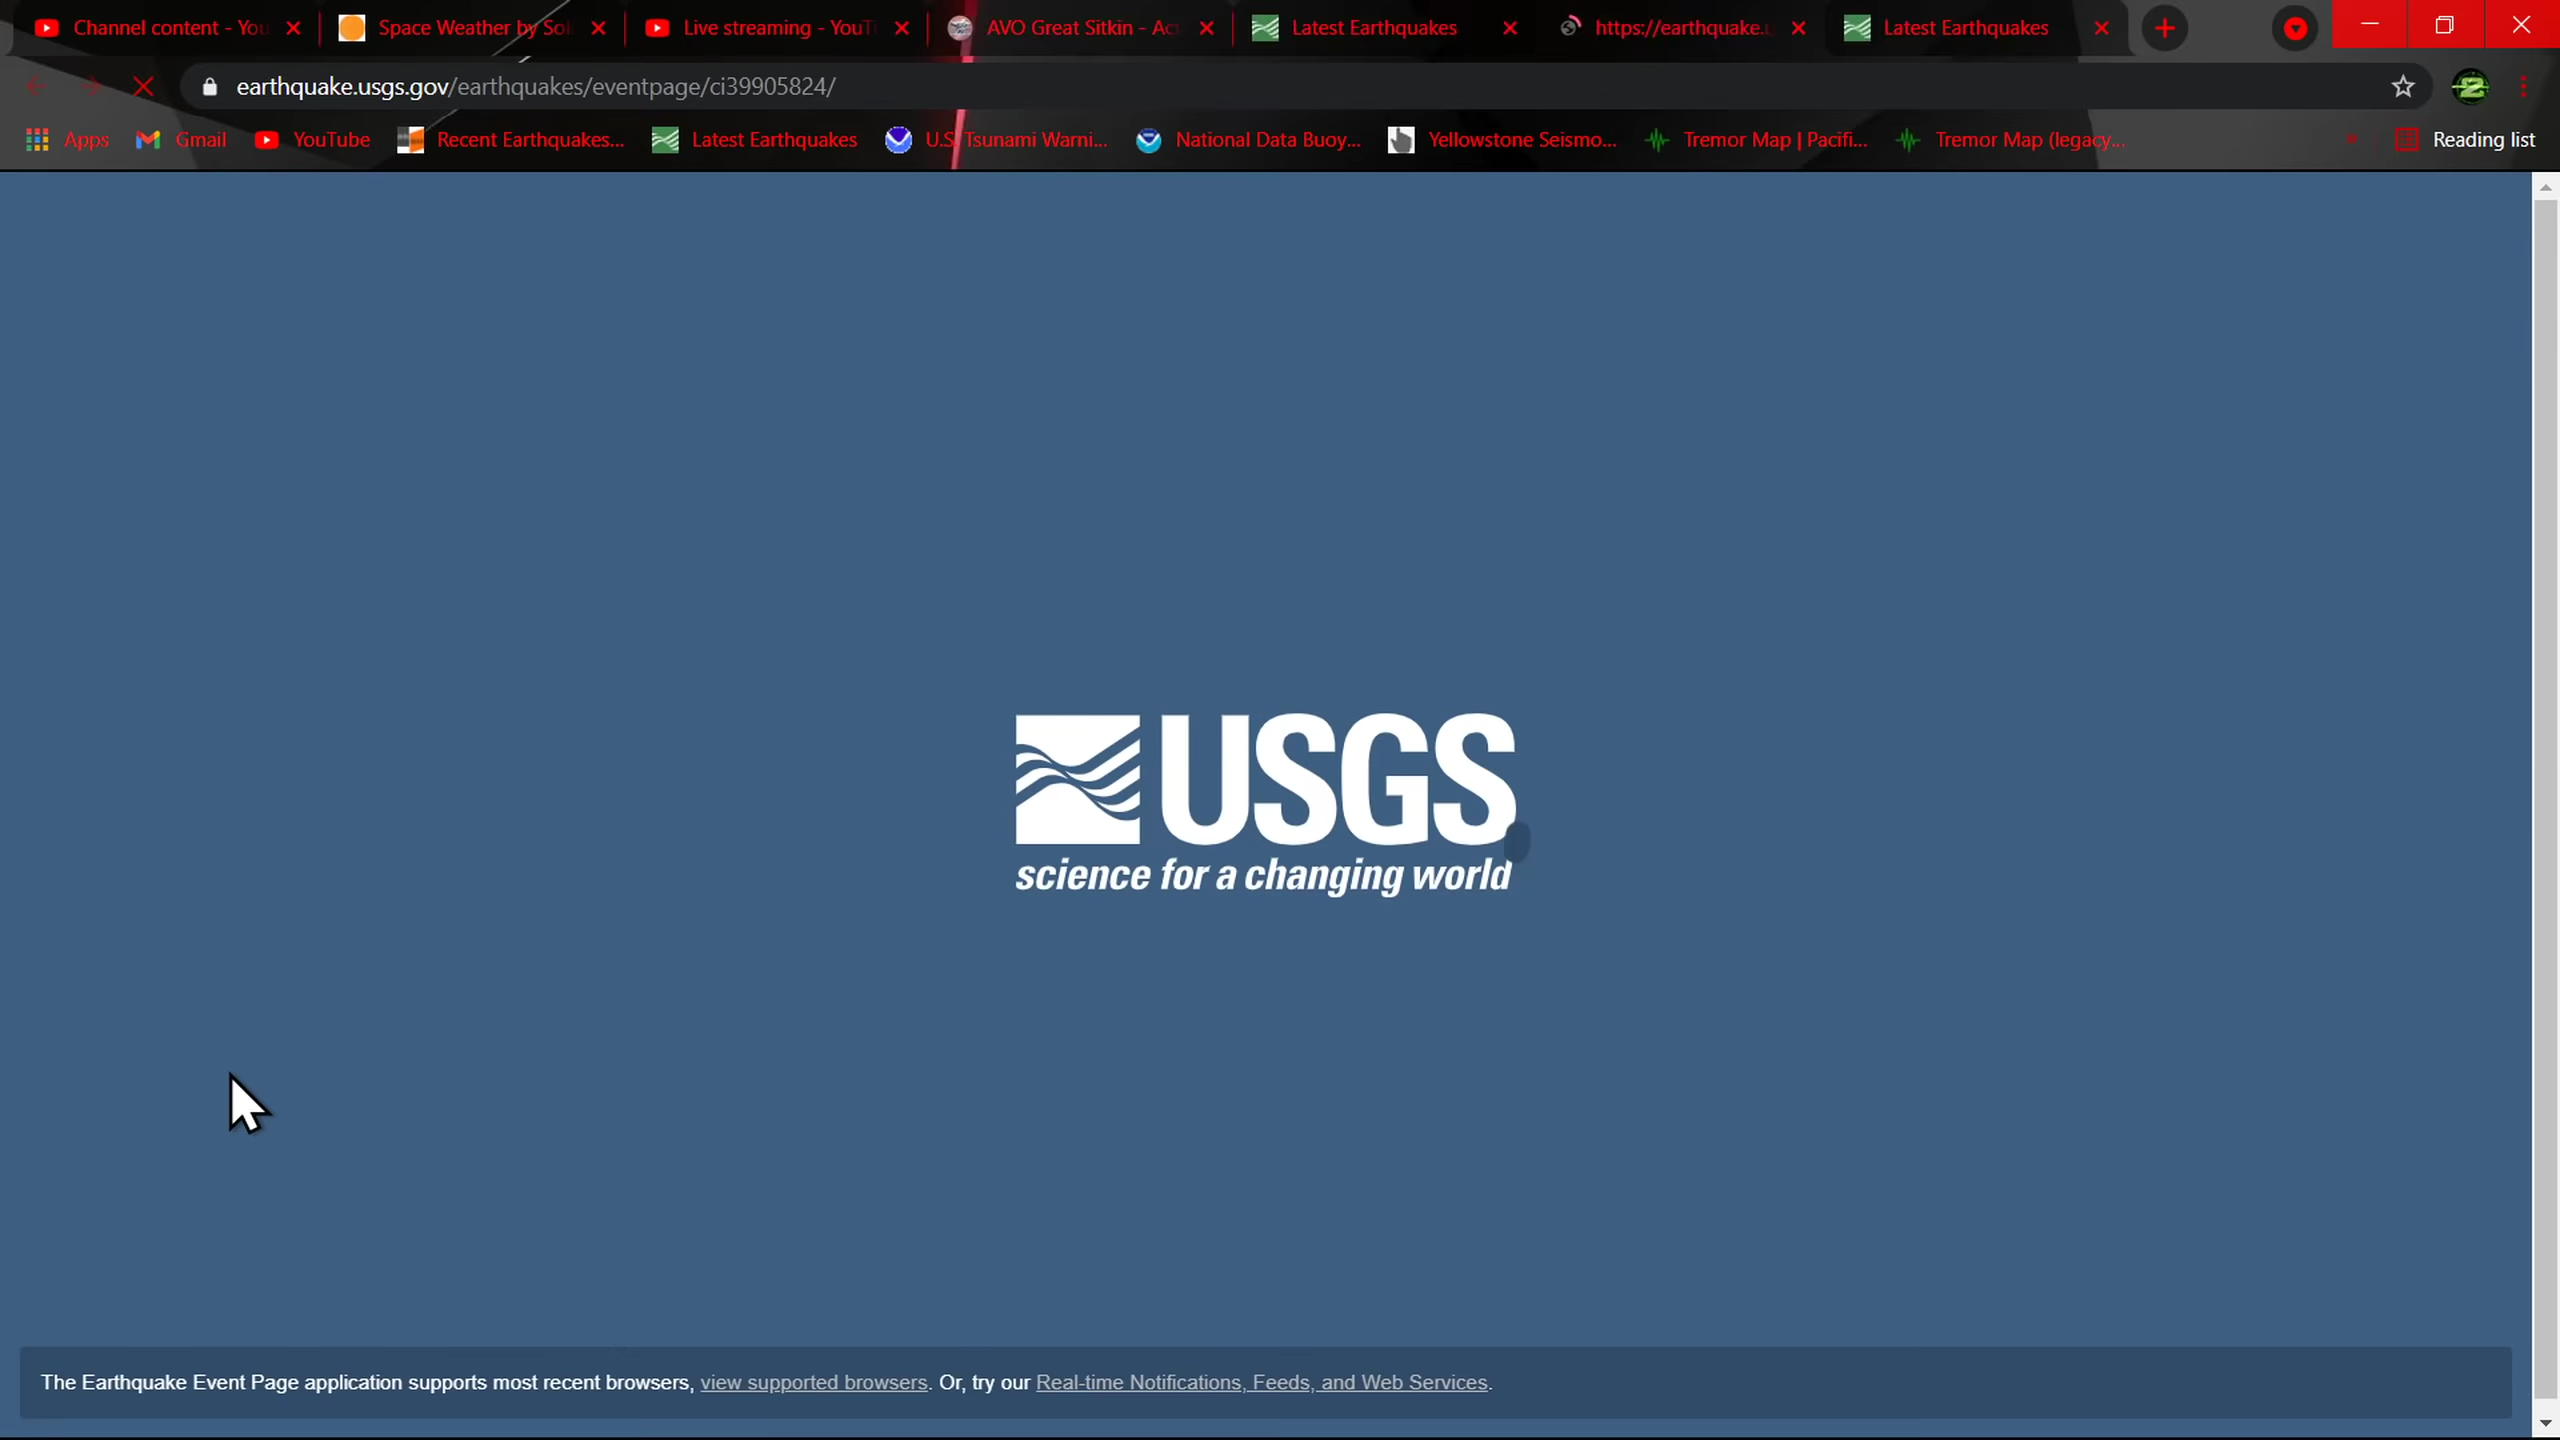 Channel content - You
Space Weather by Sol
Live streaming - YouT
AVO Great Sitkin - Ac
Latest Earthquakes
https://earthquake.u
Latest Earthquakes
earthquake.usgs.gov/earthquakes/eventpage/ci39905824/
Apps
Gmail
YouTube
Recent Earthquakes...
Latest Earthquakes
U.S. Tsunami Warni...
National Data Buoy...
Yellowstone Seismo...
Tremor Map | Pacifi...
Tremor Map (legacy...
Reading list
USGS
science for a changing world
The Earthquake Event Page application supports most recent browsers, view supported browsers. Or, try our Real-time Notifications, Feeds, and Web Services.